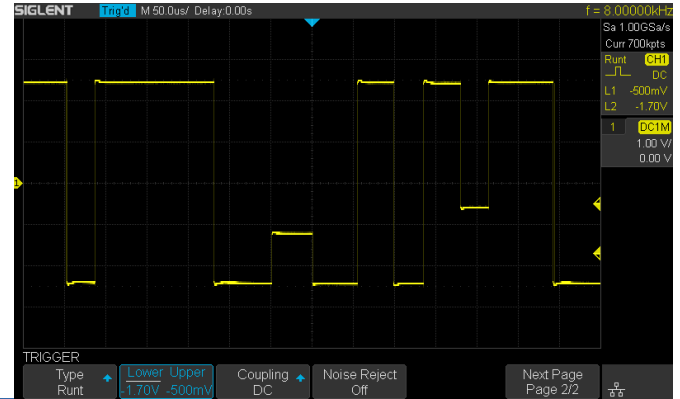 SIGLENT Trig'd M 50.0us/ Delay:0.00s f = 8.00000kHz
Sa 1.00GSa/s
Curr 700kpts
Runt CH1
DC
L1 -500mV
L2 -1.70V
1 DC1M
1.00 V/
0.00 V
1
TRIGGER
Type Lower Upper Coupling Noise Reject Next Page
Runt -1.70V -500mV DC Off Page 2/2